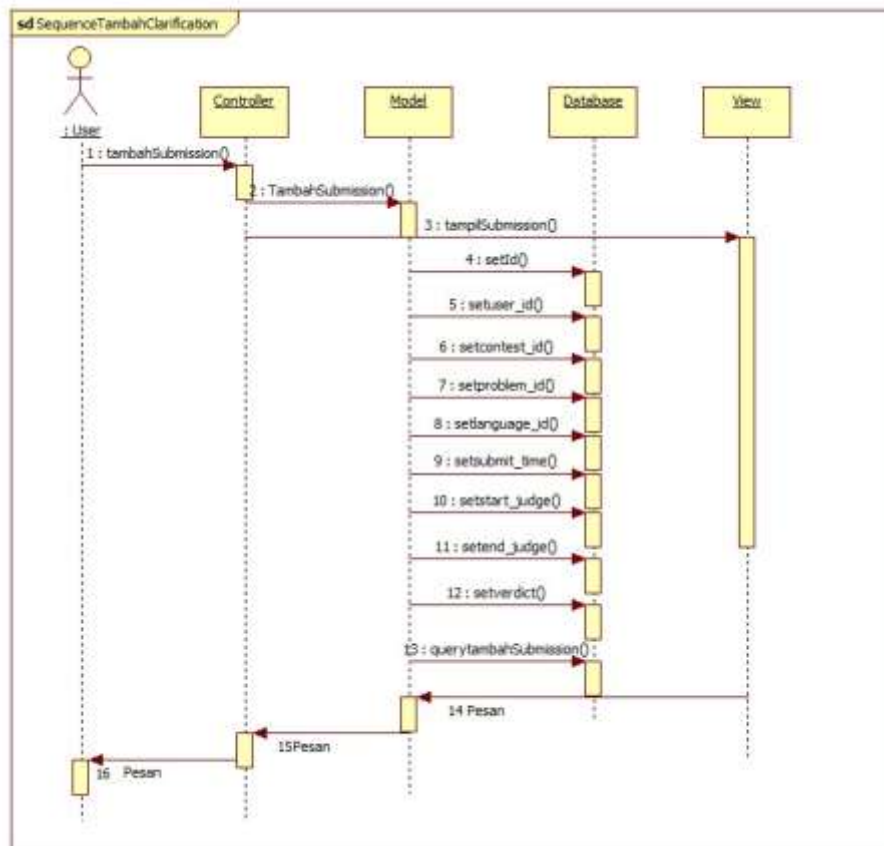 sd SequenceTambahClarification
Controller
Model
Database
View
: User
1 : tambahSubmission()
2 : TambahSubmission()
3 : tampilSubmission()
4 : setId()
5 : setuser_id()
6 : setcontest_id()
7 : setproblem_id()
8 : setlanguage_id()
9 : setsubmit_time()
10 : setstart_judge()
11 : setend_judge()
12 : setverdict()
13 : querytambahSubmission()
14 Pesan
15Pesan
16 Pesan